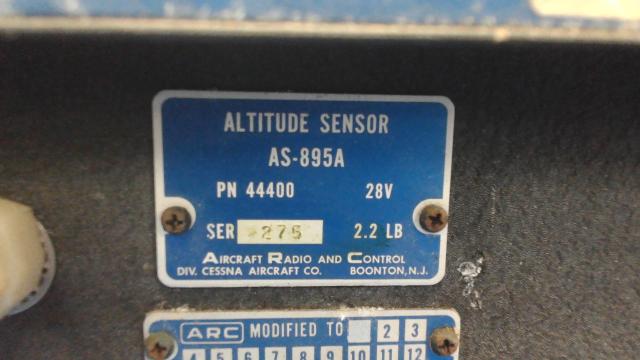 ALTITUDE SENSOR
AS-895A
PN 44400 28V
SER 275 2.2 LB
AIRCRAFT RADIO AND CONTROL
DIV. CESSNA AIRCRAFT CO. BOONTON, N.J.
ARC MODIFIED TO 2 3
4 5 6 7 8 9 10 11 12